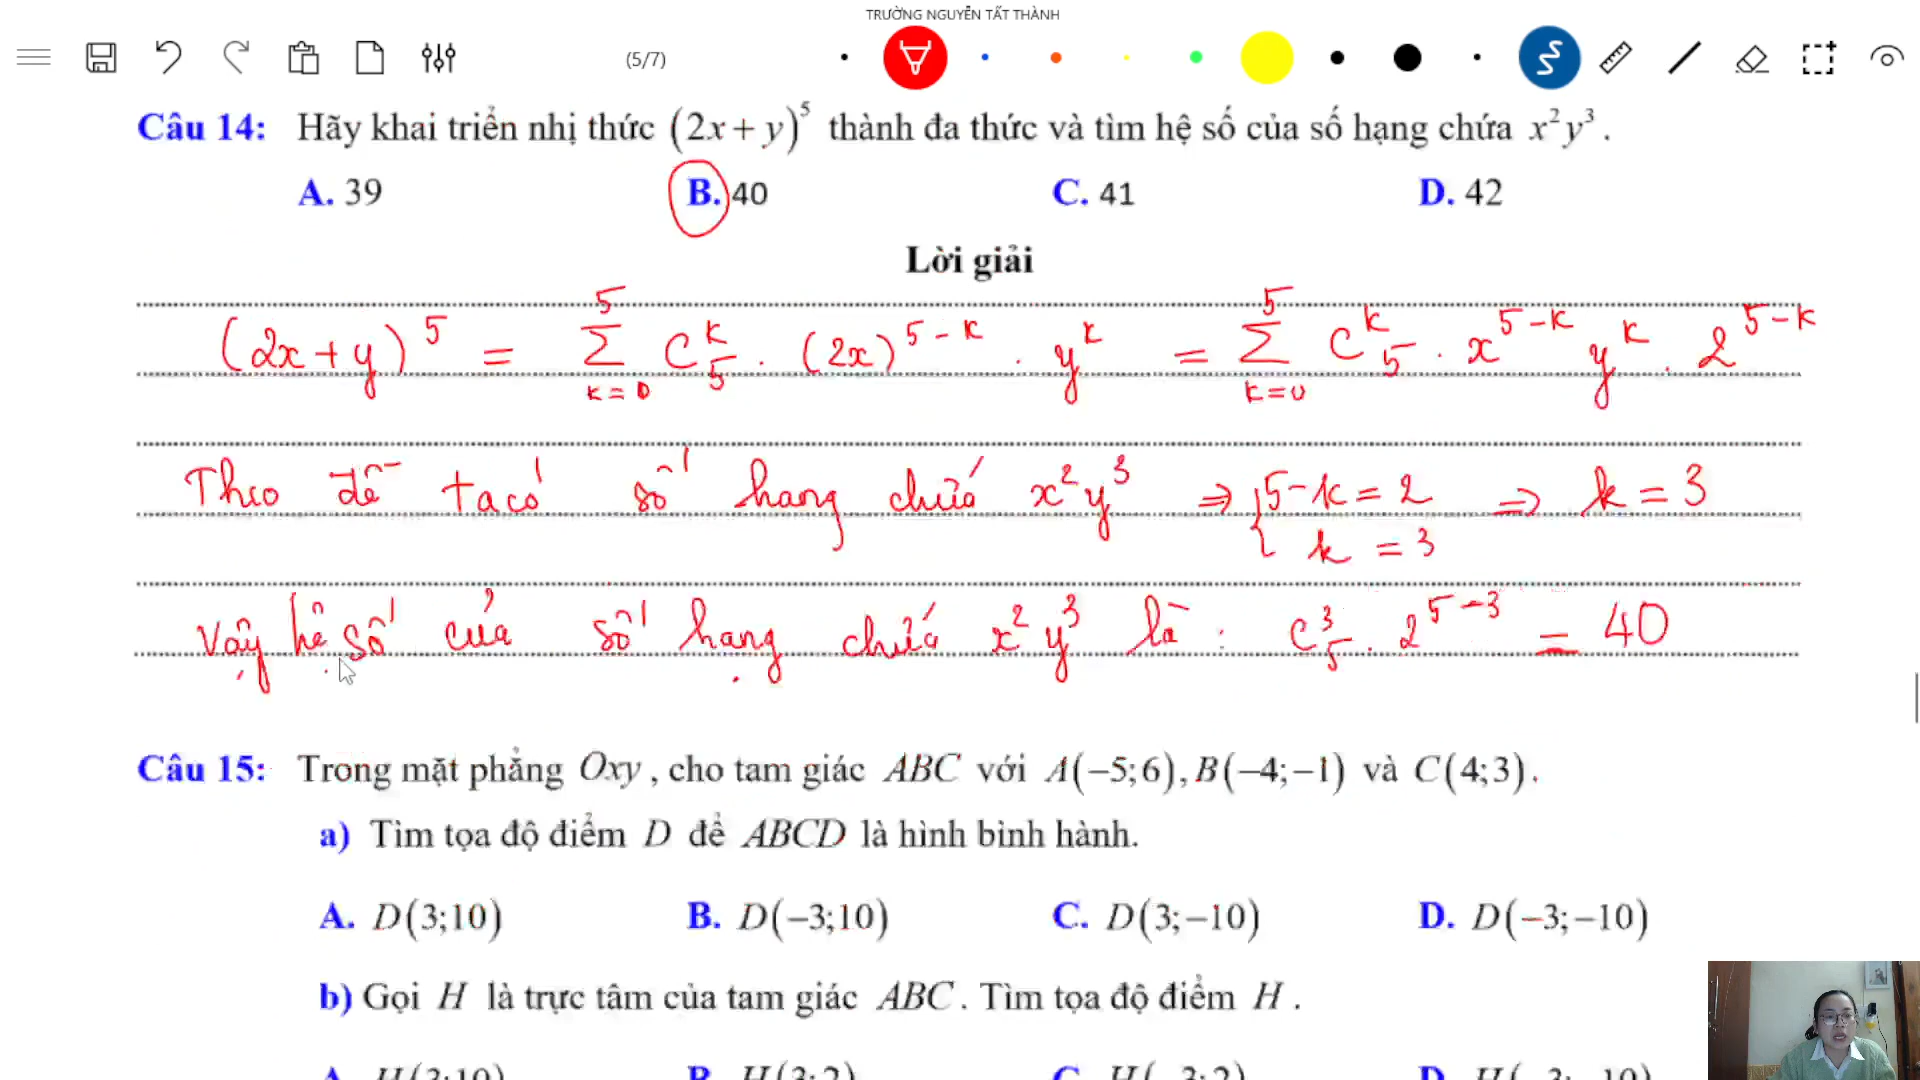 TRƯỜNG NGUYỄN TẤT THÀNH
(5/7)
Câu 14: Hãy khai triển nhị thức (2x + y)^5 thành đa thức và tìm hệ số của số hạng chứa x^2y^3.
A. 39 B. 40 C. 41 D. 42
Lời giải
(2x + y)^5 = Σ_{k=0}^{5} C_5^k . (2x)^{5-k} . y^k = Σ_{k=0}^{5} C_5^k . x^{5-k} y^k . 2^{5-k}
Theo đề ta có số hạng chứa x^2y^3 ⇒ { 5-k = 2 ⇒ k = 3
k = 3
Vậy hệ số của số hạng chứa x^2 y^3 là : C_5^3 . 2^{5-3} = 40
Câu 15: Trong mặt phẳng Oxy, cho tam giác ABC với A(−5;6), B(−4;−1) và C(4;3).
a) Tìm tọa độ điểm D để ABCD là hình bình hành.
A. D(3;10) B. D(−3;10) C. D(3;−10) D. D(−3;−10)
b) Gọi H là trực tâm của tam giác ABC. Tìm tọa độ điểm H.